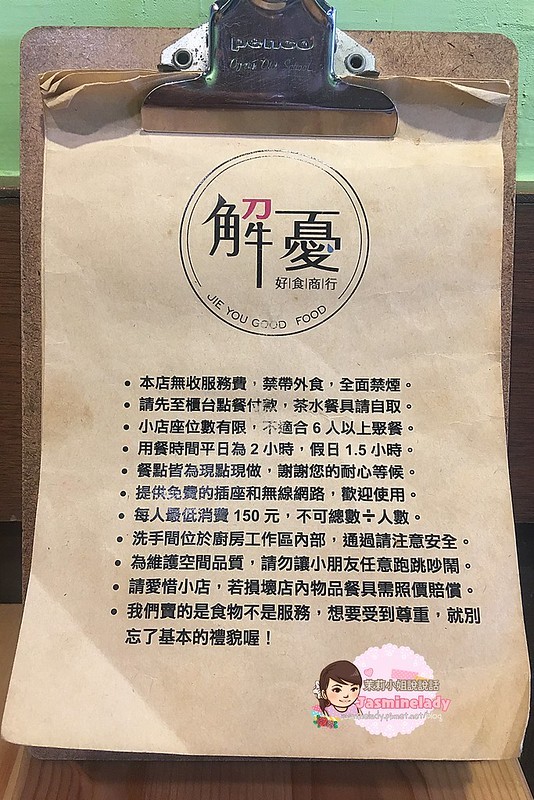 penco
解憂
好|食|商|行
JIE YOU GOOD FOOD
• 本店無收服務費，禁帶外食，全面禁煙。
• 請先至櫃台點餐付款，茶水餐具請自取。
• 小店座位數有限，不適合 6 人以上聚餐。
• 用餐時間平日為 2 小時，假日 1.5 小時。
• 餐點皆為現點現做，謝謝您的耐心等候。
• 提供免費的插座和無線網路，歡迎使用。
• 每人最低消費 150 元，不可總數÷人數。
• 洗手間位於廚房工作區內部，通過請注意安全。
• 為維護空間品質，請勿讓小朋友任意跑跳吵鬧。
• 請愛惜小店，若損壞店內物品餐具需照價賠償。
• 我們賣的是食物不是服務，想要受到尊重，就別
忘了基本的禮貌喔！
茉莉小姐說說話
Jasminelady